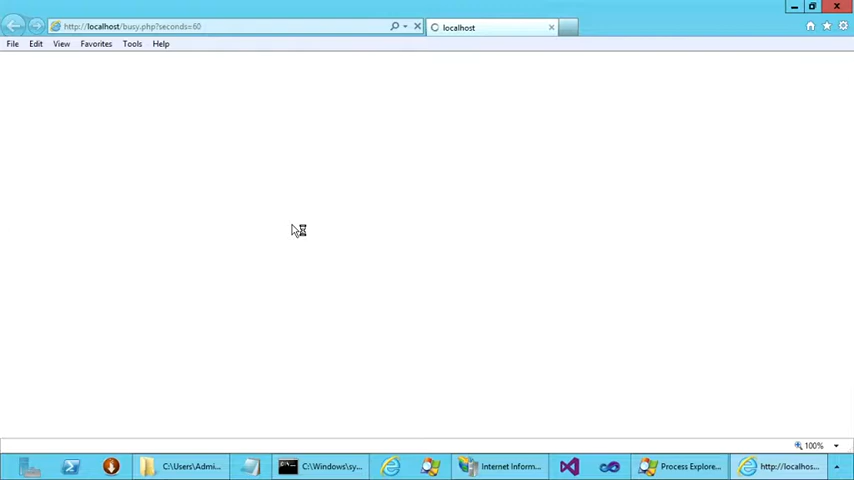 http://localhost/busy.php?seconds=60
localhost
File Edit View Favorites Tools Help
100%
C:\Users\Admi...
C:\Windows\sy...
Internet Inform...
Process Explore...
http://localhos...